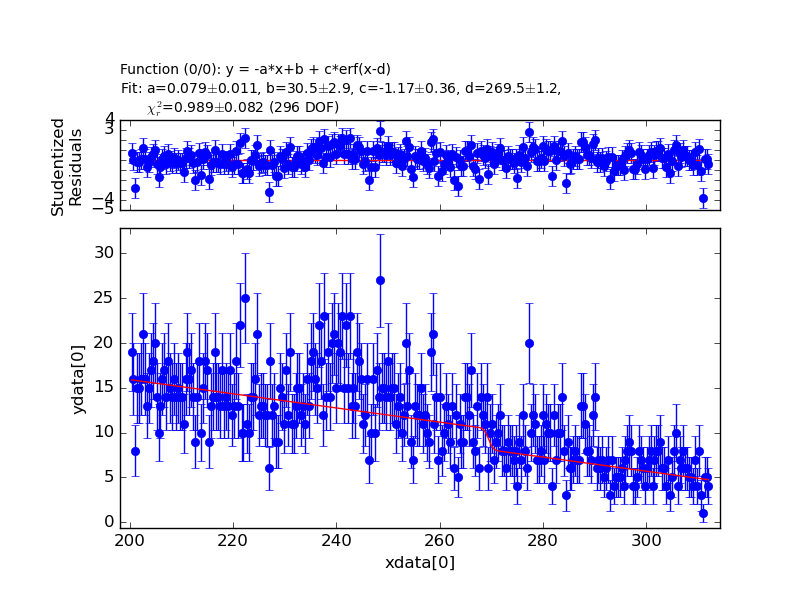 Function (0/0): y = -a*x+b + c*erf(x-d)
Fit: a=0.079±0.011, b=30.5±2.9, c=-1.17±0.36, d=269.5±1.2,
χ²ᵣ=0.989±0.082 (296 DOF)
4
3
−4
−5
Studentized
Residuals
30
25
20
15
10
5
0
ydata[0]
200 220 240 260 280 300
xdata[0]